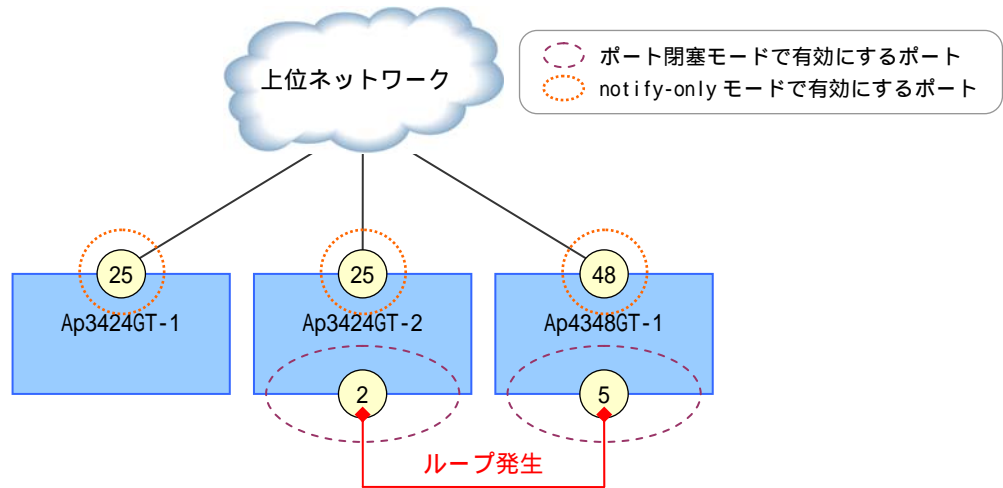 上位ネットワーク
ポート閉塞モードで有効にするポート
notify-only モードで有効にするポート
25
25
48
Ap3424GT-1
Ap3424GT-2
Ap4348GT-1
2
5
ループ発生